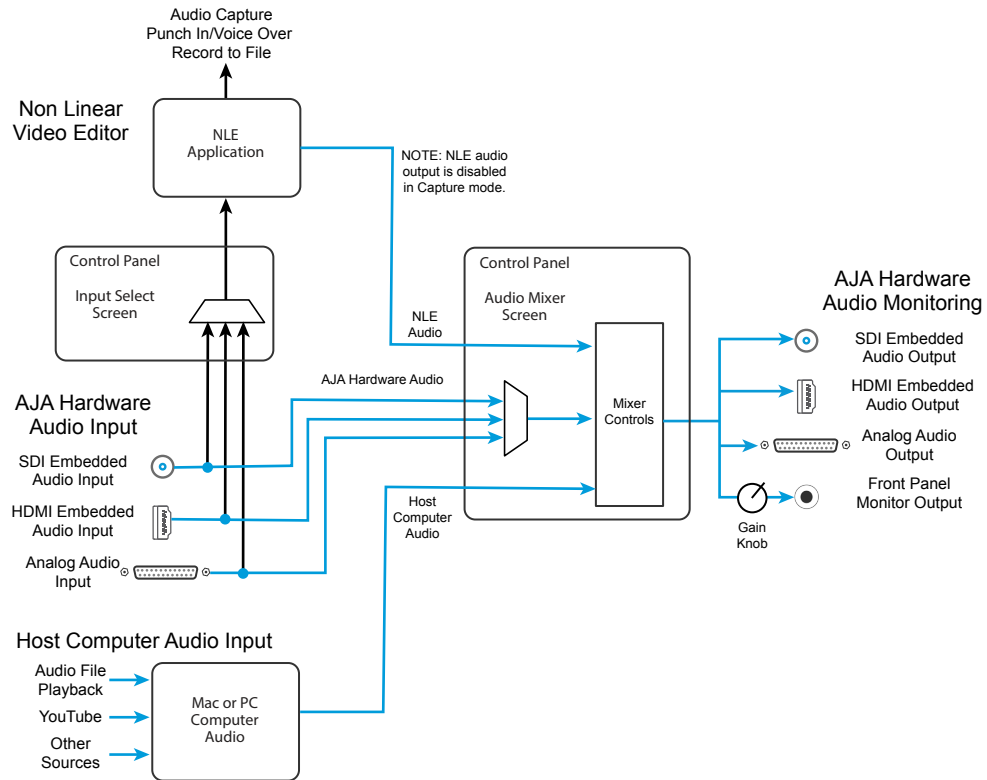 Audio Capture
Punch In/Voice Over
Record to File
Non Linear
Video Editor
NLE
Application
NOTE: NLE audio
output is disabled
in Capture mode.
Control Panel
Input Select
Screen
Control Panel
Audio Mixer
Screen
NLE
Audio
AJA Hardware Audio
Mixer
Controls
Host
Computer
Audio
AJA Hardware
Audio Monitoring
SDI Embedded
Audio Output
HDMI Embedded
Audio Output
Analog Audio
Output
Front Panel
Monitor Output
Gain
Knob
AJA Hardware
Audio Input
SDI Embedded
Audio Input
HDMI Embedded
Audio Input
Analog Audio
Input
Host Computer Audio Input
Audio File
Playback
YouTube
Other
Sources
Mac or PC
Computer
Audio